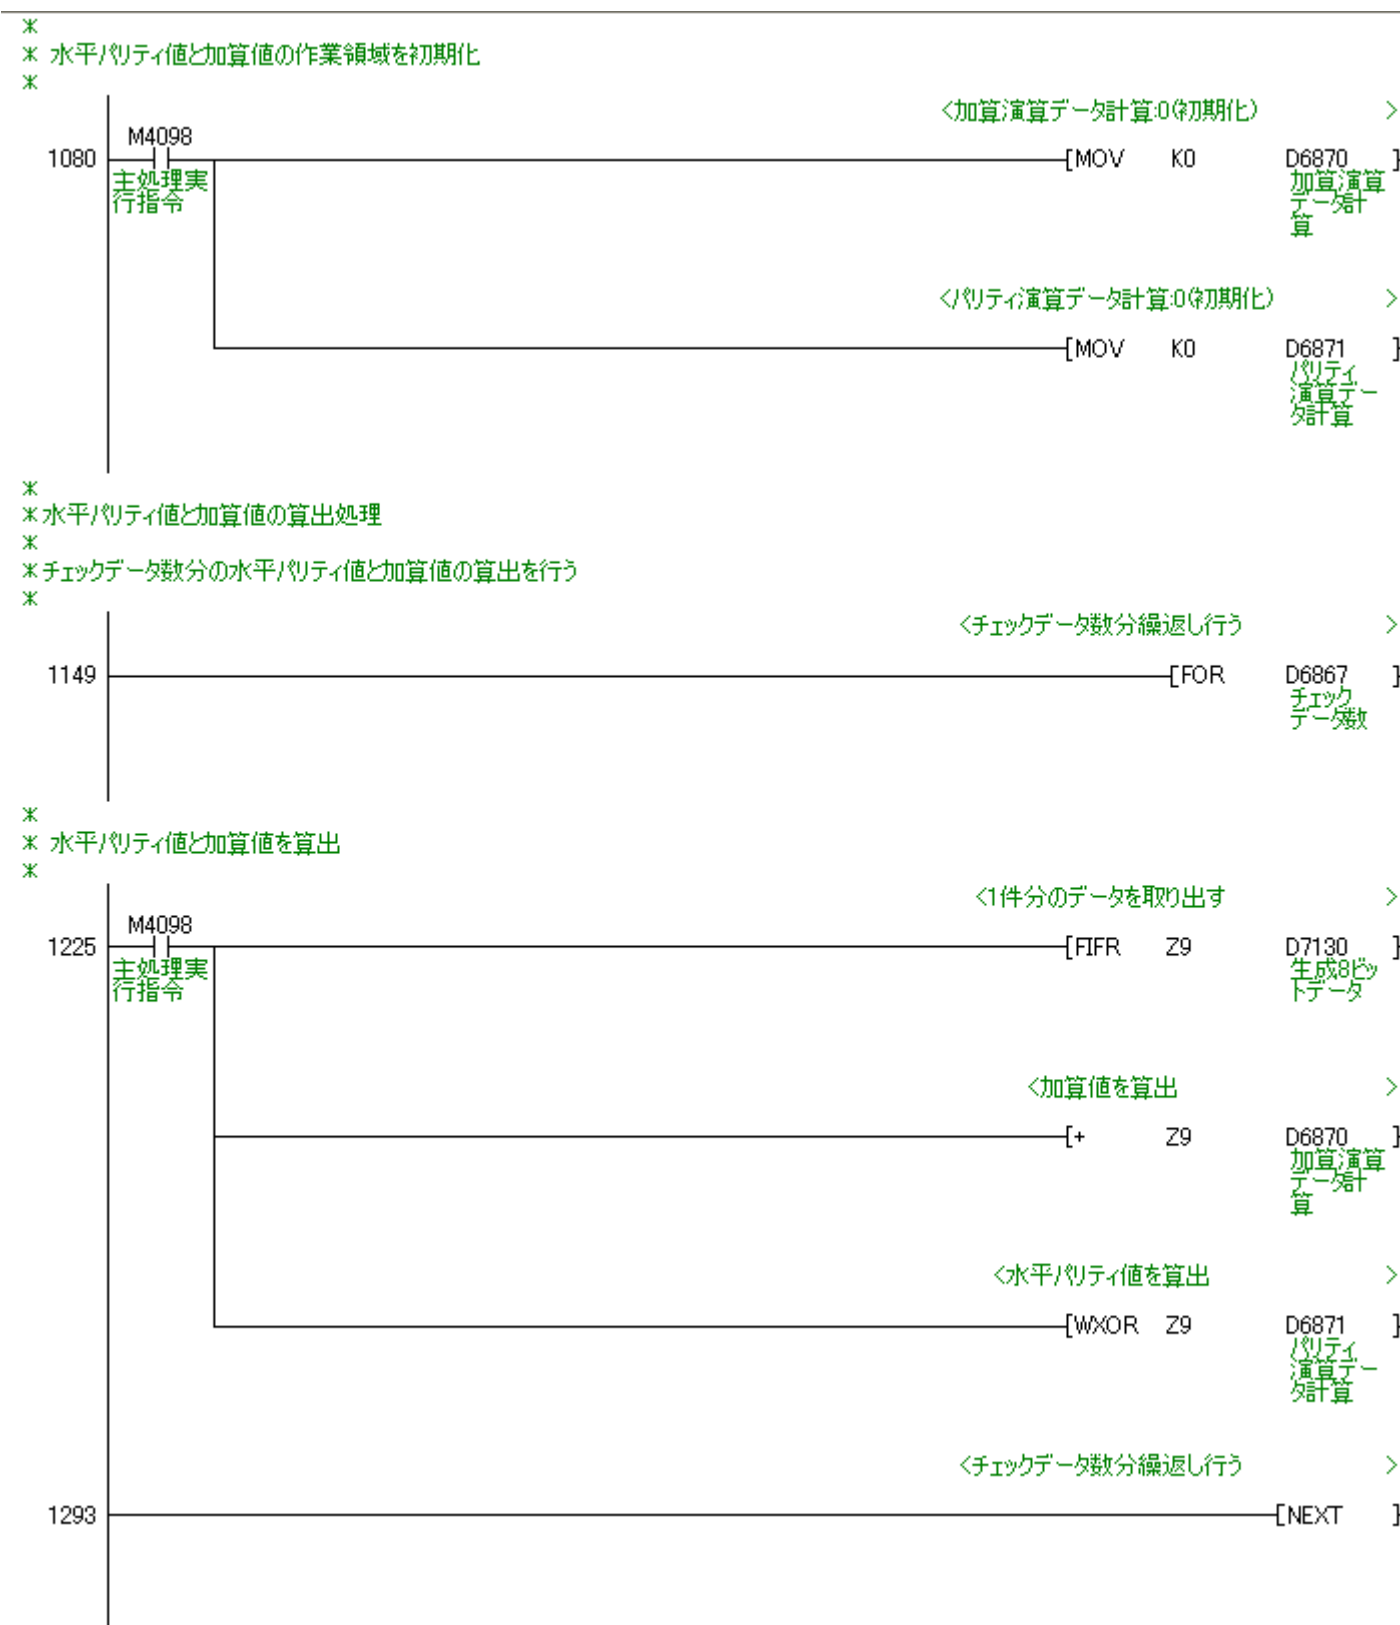 *
* 水平パリティ値と加算値の作業領域を初期化
*
<加算演算データ計算:0(初期化) >
M4098
1080
[MOV K0 D6870 ]
主処理実
行指令
加算演算
データ計
算
<パリティ演算データ計算:0(初期化) >
[MOV K0 D6871 ]
パリティ
演算デー
タ計算
*
*水平パリティ値と加算値の算出処理
*
*チェックデータ数分の水平パリティ値と加算値の算出を行う
*
<チェックデータ数分繰返し行う >
1149 [FOR D6867 ]
チェック
データ数
*
* 水平パリティ値と加算値を算出
*
<1件分のデータを取り出す >
M4098
1225 [FIFR Z9 D7130 ]
主処理実
行指令
生成8ビッ
トデータ
<加算値を算出 >
[+ Z9 D6870 ]
加算演算
データ計
算
<水平パリティ値を算出 >
[WXOR Z9 D6871 ]
パリティ
演算デー
タ計算
<チェックデータ数分繰返し行う >
1293 [NEXT ]